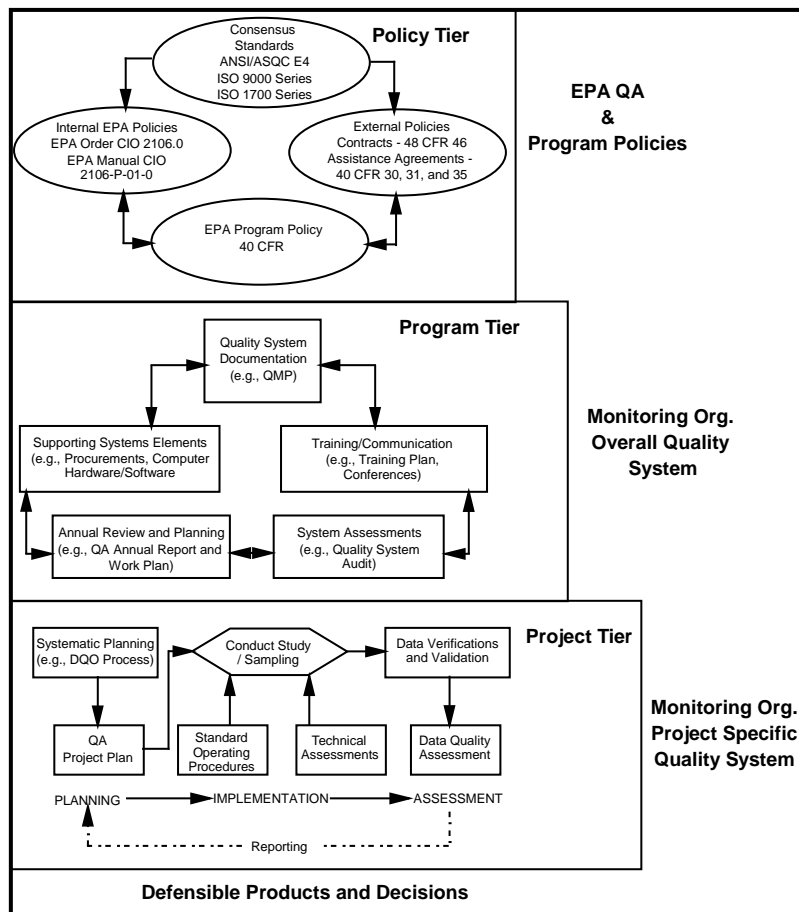 Policy Tier
Consensus
Standards
ANSI/ASQC E4
ISO 9000 Series
ISO 1700 Series
Internal EPA Policies
EPA Order CIO 2106.0
EPA Manual CIO
2106-P-01-0
External Policies
Contracts - 48 CFR 46
Assistance Agreements -
40 CFR 30, 31, and 35
EPA Program Policy
40 CFR
EPA QA
&
Program Policies
Program Tier
Quality System
Documentation
(e.g., QMP)
Supporting Systems Elements
(e.g., Procurements, Computer
Hardware/Software
Training/Communication
(e.g., Training Plan,
Conferences)
Annual Review and Planning
(e.g., QA Annual Report and
Work Plan)
System Assessments
(e.g., Quality System
Audit)
Monitoring Org.
Overall Quality
System
Project Tier
Systematic Planning
(e.g., DQO Process)
Conduct Study
/ Sampling
Data Verifications
and Validation
QA
Project Plan
Standard
Operating
Procedures
Technical
Assessments
Data Quality
Assessment
PLANNING
IMPLEMENTATION
ASSESSMENT
Reporting
Monitoring Org.
Project Specific
Quality System
Defensible Products and Decisions